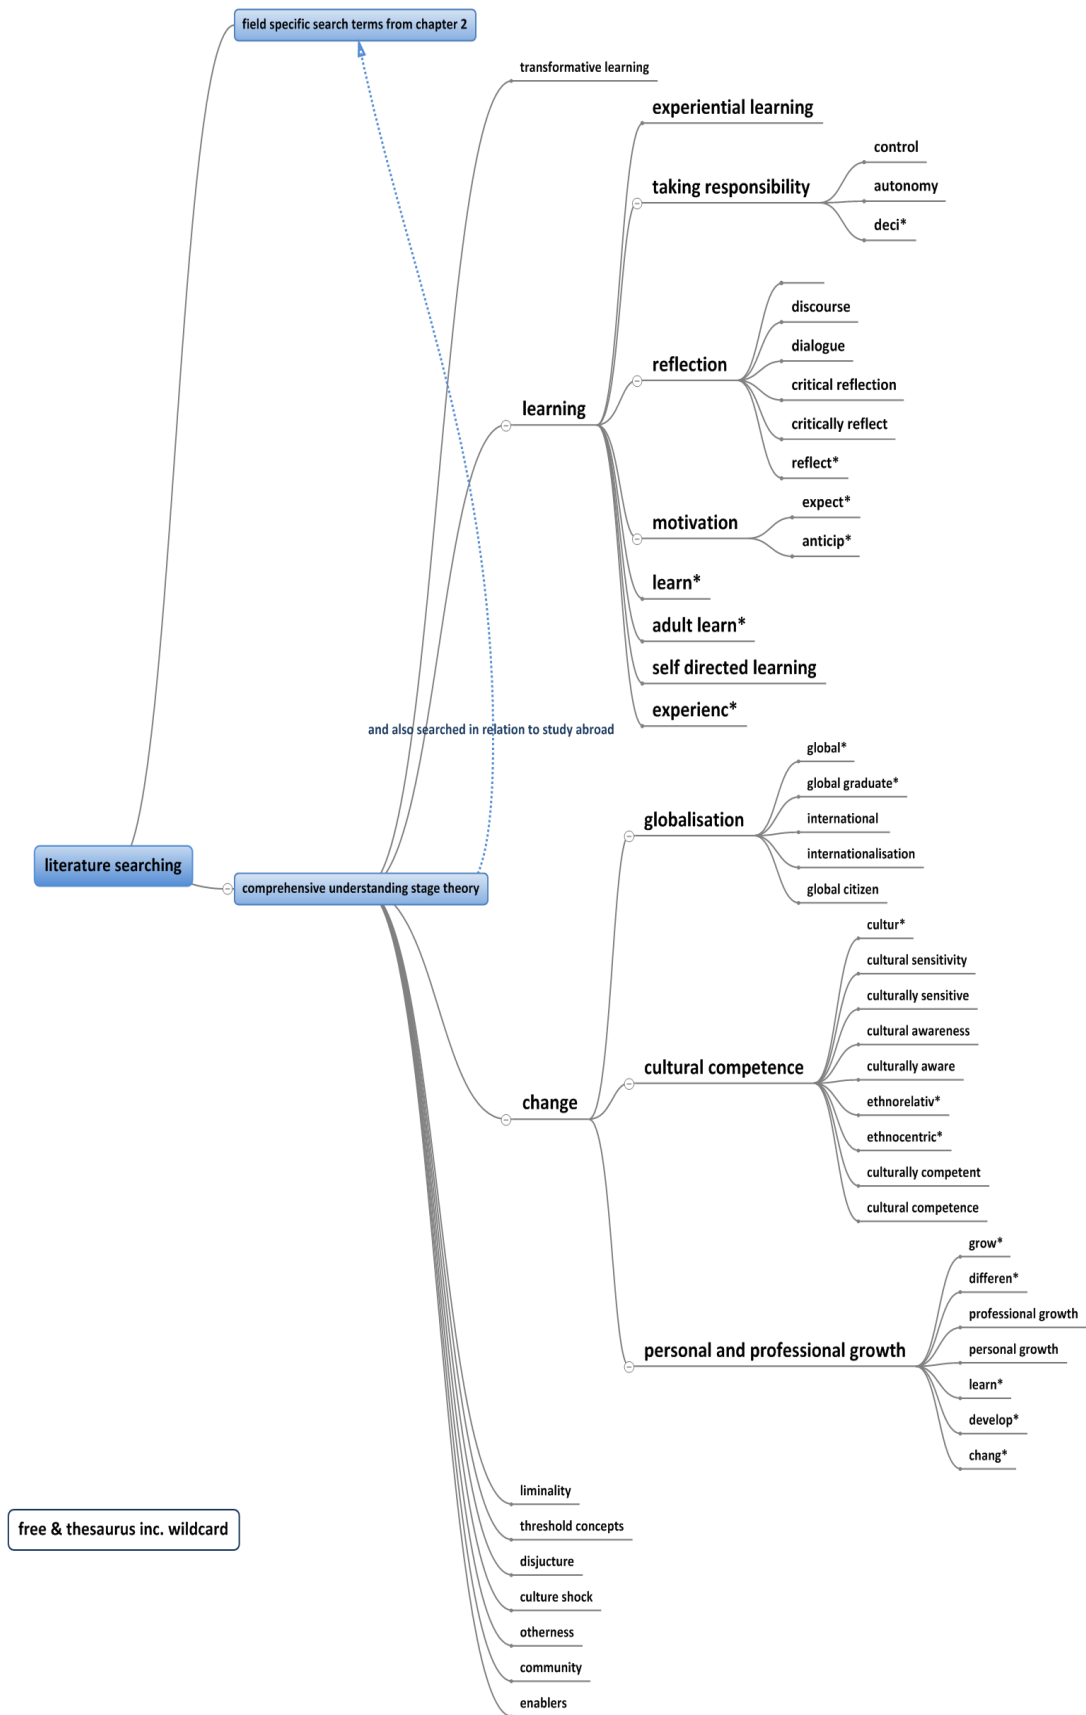 field specific search terms from chapter 2
transformative learning
experiential learning
control
taking responsibility
autonomy
deci*
discourse
dialogue
reflection
critical reflection
learning
critically reflect
reflect*
expect*
motivation
anticip*
learn*
adult learn*
self directed learning
experienc*
and also searched in relation to study abroad
global*
global graduate*
globalisation
international
internationalisation
literature searching
comprehensive understanding stage theory
global citizen
cultur*
cultural sensitivity
culturally sensitive
cultural awareness
cultural competence
culturally aware
change
ethnorelativ*
ethnocentric*
culturally competent
cultural competence
grow*
differen*
professional growth
personal and professional growth
personal growth
learn*
develop*
chang*
liminality
free & thesaurus inc. wildcard
threshold concepts
disjucture
culture shock
otherness
community
enablers